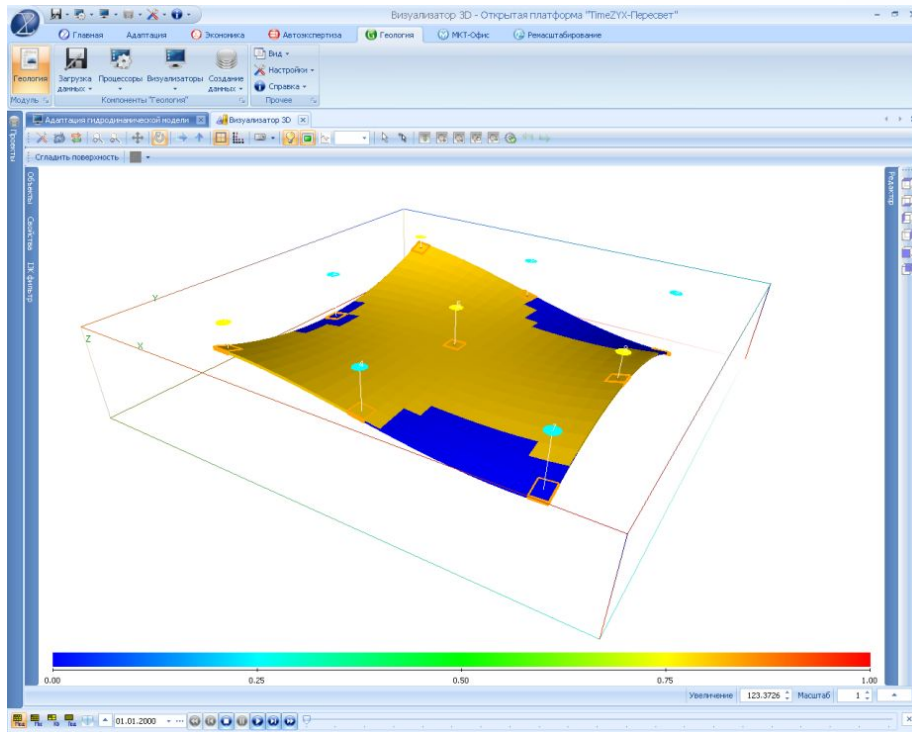 Визуализатор 3D - Открытая платформа "TimeZYX-Пересвет"
Главная Адаптация Экономика Автоэкспертиза Геология МКТ-Офис Ремасштабирование
Геология
Загрузка данных
Процессоры
Визуализаторы
Создание данных
Вид
Настройки
Справка
Модуль Компоненты "Геология" Прочее
Адаптация гидродинамической модели Визуализатор 3D
Проекты
Сгладить поверхность
Объекты
Свойства
IJK фильтр
Редактор
Y
Z
X
0.00 0.25 0.50 0.75 1.00
Увеличение 123.3726 Масштаб 1
01.01.2000